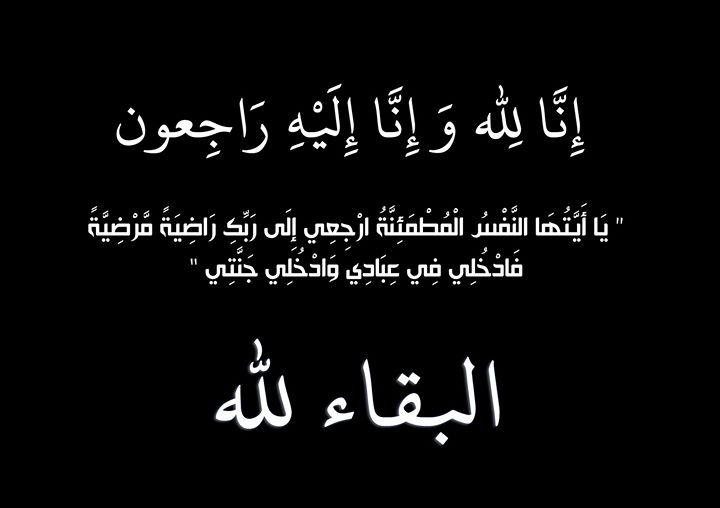 إِنَّا لِلّٰه وَ إِنَّا إِلَيْهِ رَاجِعون
" يَا أَيَّتُهَا النَّفْسُ الْمُطْمَئِنَّةُ ارْجِعِي إِلَى رَبِّكِ رَاضِيَةً مَّرْضِيَّةً
فَادْخُلِي فِي عِبَادِي وَادْخُلِي جَنَّتِي "
البقاء لله